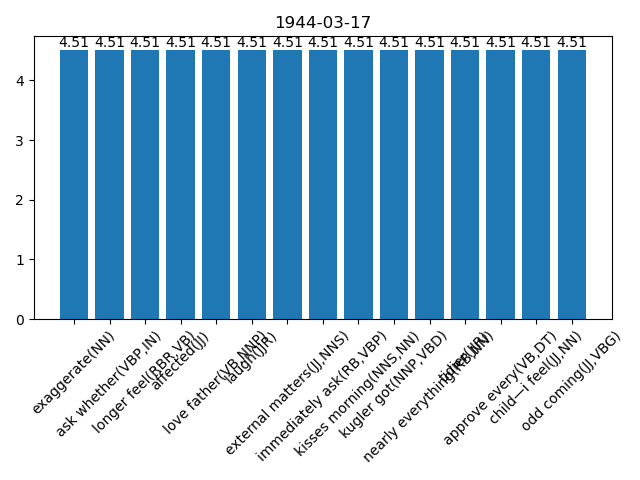 1944-03-17
4.51 4.51 4.51 4.51 4.51 4.51 4.51 4.51 4.51 4.51 4.51 4.51 4.51 4.51 4.51
4
3
2
1
0
exaggerate(NN)
ask whether(VBP,IN)
longer feel(RBR,VB)
affected(JJ)
love father(VB,NNP)
external matters(JJ,NNS)
immediately ask(RB,VBP)
kisses morning(NNS,NN)
kugler got(NNP,VBD)
nearly everything(RB,NN)
approve every(VB,DT)
child—i feel(JJ,NN)
odd coming(JJ,VBG)